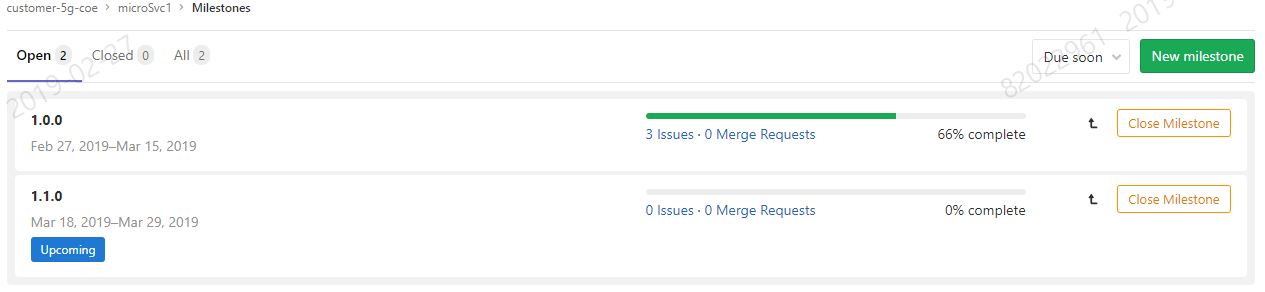 customer-5g-coe > microSvc1 > Milestones
Open 2 Closed 0 All 2
Due soon
New milestone
2019-02-27
82022961 2019
1.0.0
Feb 27, 2019–Mar 15, 2019
3 Issues · 0 Merge Requests 66% complete
Close Milestone
1.1.0
Mar 18, 2019–Mar 29, 2019
Upcoming
0 Issues · 0 Merge Requests 0% complete
Close Milestone